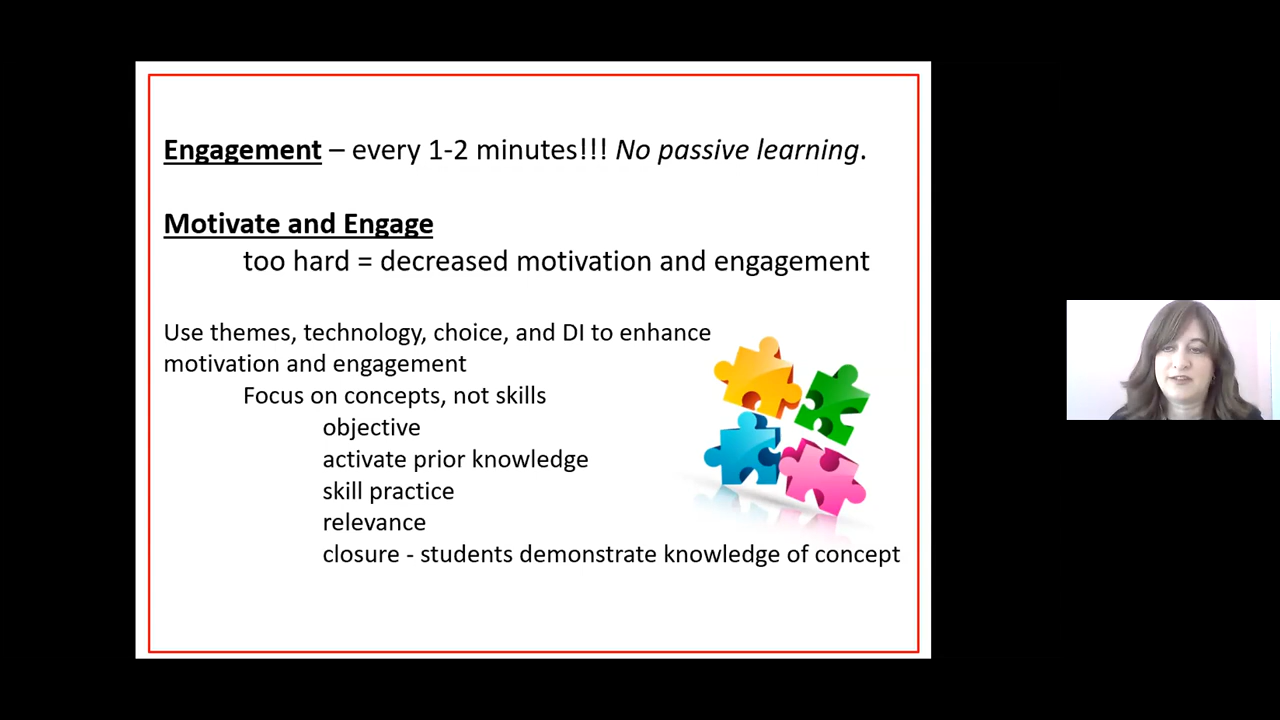 Engagement – every 1-2 minutes!!! No passive learning.
Motivate and Engage
too hard = decreased motivation and engagement
Use themes, technology, choice, and DI to enhance
motivation and engagement
Focus on concepts, not skills
objective
activate prior knowledge
skill practice
relevance
closure - students demonstrate knowledge of concept